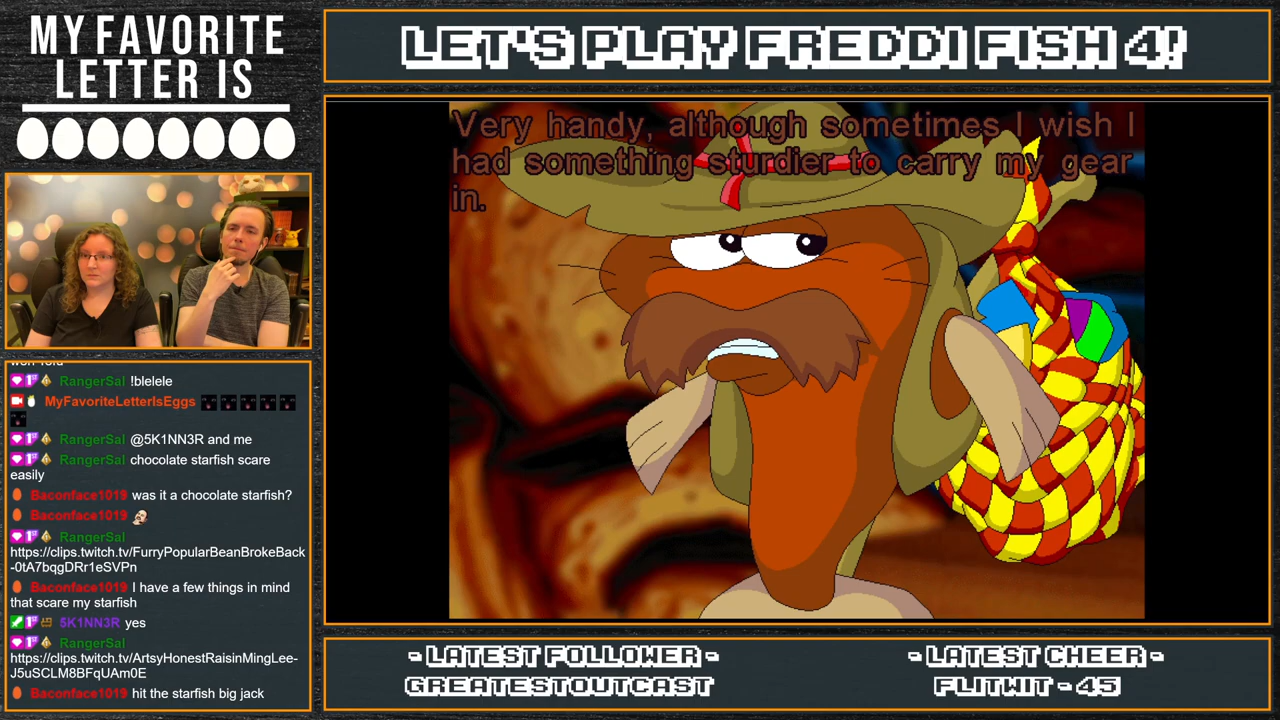 MY FAVORITE
LETTER IS
LET'S PLAY FREDDI FISH 4!
Very handy, although sometimes I wish I
had something sturdier to carry my gear
in.
RangerSal !blelele
MyFavoriteLetterIsEggs
RangerSal @5K1NN3R and me
RangerSal chocolate starfish scare
easily
Baconface1019 was it a chocolate starfish?
Baconface1019
RangerSal
https://clips.twitch.tv/FurryPopularBeanBrokeBack
-0tA7bqgDRr1eSVPn
Baconface1019 I have a few things in mind
that scare my starfish
5K1NN3R yes
RangerSal
https://clips.twitch.tv/ArtsyHonestRaisinMingLee-
J5uSCLM8BFqUAm0E
Baconface1019 hit the starfish big jack
- LATEST FOLLOWER -
GREATESTOUTCAST
- LATEST CHEER -
FLITWIT - 45